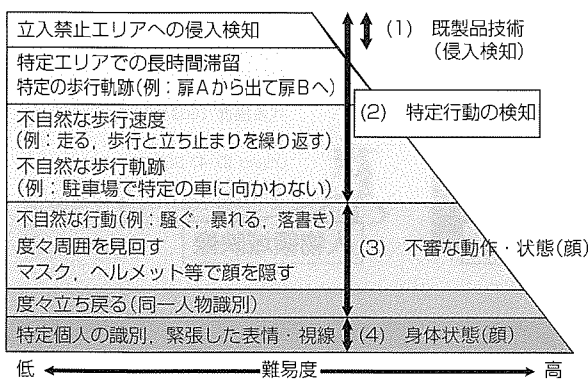 立入禁止エリアへの侵入検知
(1) 既製品技術
(侵入検知)
特定エリアでの長時間滞留
特定の歩行軌跡(例：扉Aから出て扉Bへ)
(2) 特定行動の検知
不自然な歩行速度
(例：走る，歩行と立ち止まりを繰り返す)
不自然な歩行軌跡
(例：駐車場で特定の車に向かわない)
不自然な行動(例：騒ぐ，暴れる，落書き)
度々周囲を見回す
マスク，ヘルメット等で顔を隠す
(3) 不審な動作・状態(顔)
度々立ち戻る(同一人物識別)
特定個人の識別，緊張した表情・視線
(4) 身体状態(顔)
低 難易度 高